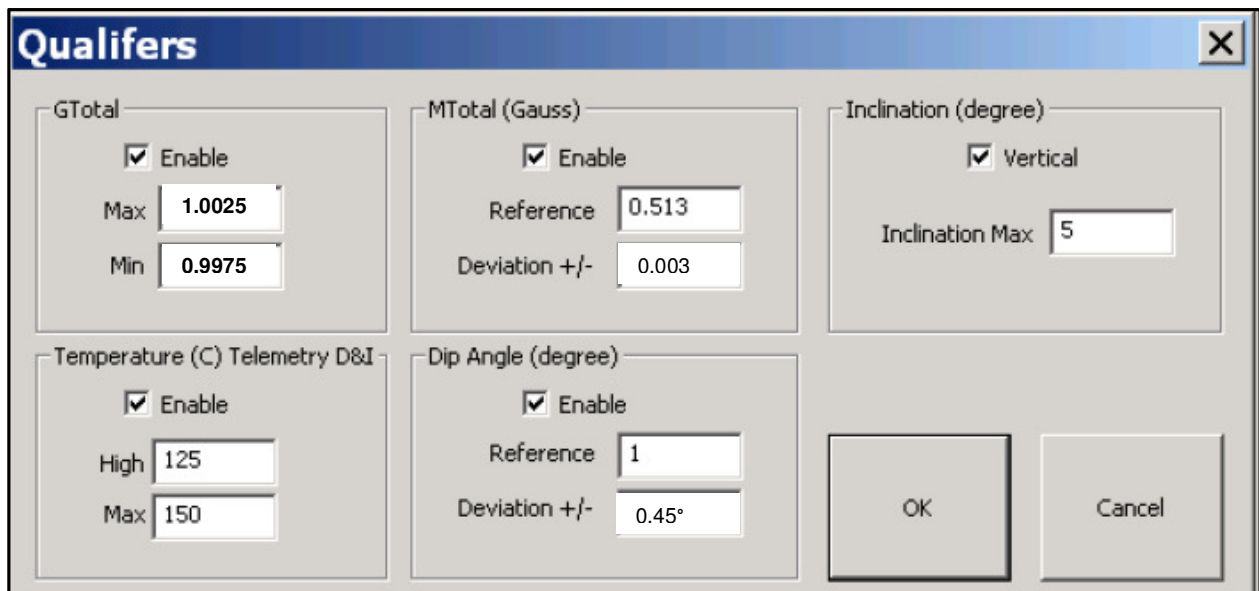 Qualifers
GTotal
Enable
Max 1.0025
Min 0.9975
MTotal (Gauss)
Enable
Reference 0.513
Deviation +/- 0.003
Inclination (degree)
Vertical
Inclination Max 5
Temperature (C) Telemetry D&I
Enable
High 125
Max 150
Dip Angle (degree)
Enable
Reference 1
Deviation +/- 0.45°
OK
Cancel